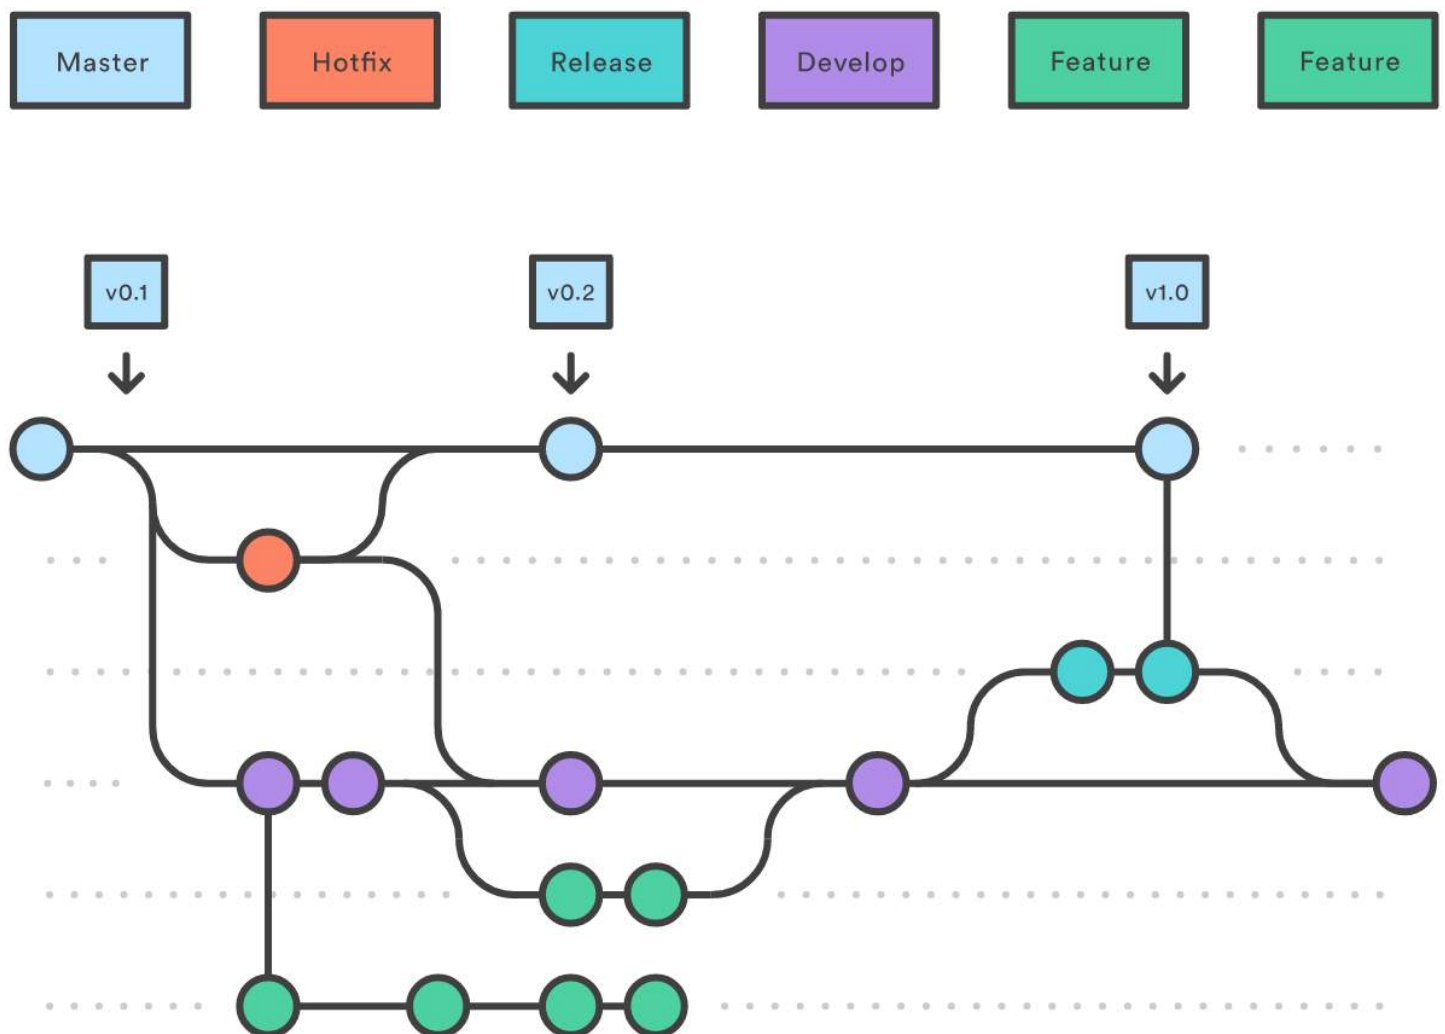 Master
Hotfix
Release
Develop
Feature
Feature
v0.1
v0.2
v1.0